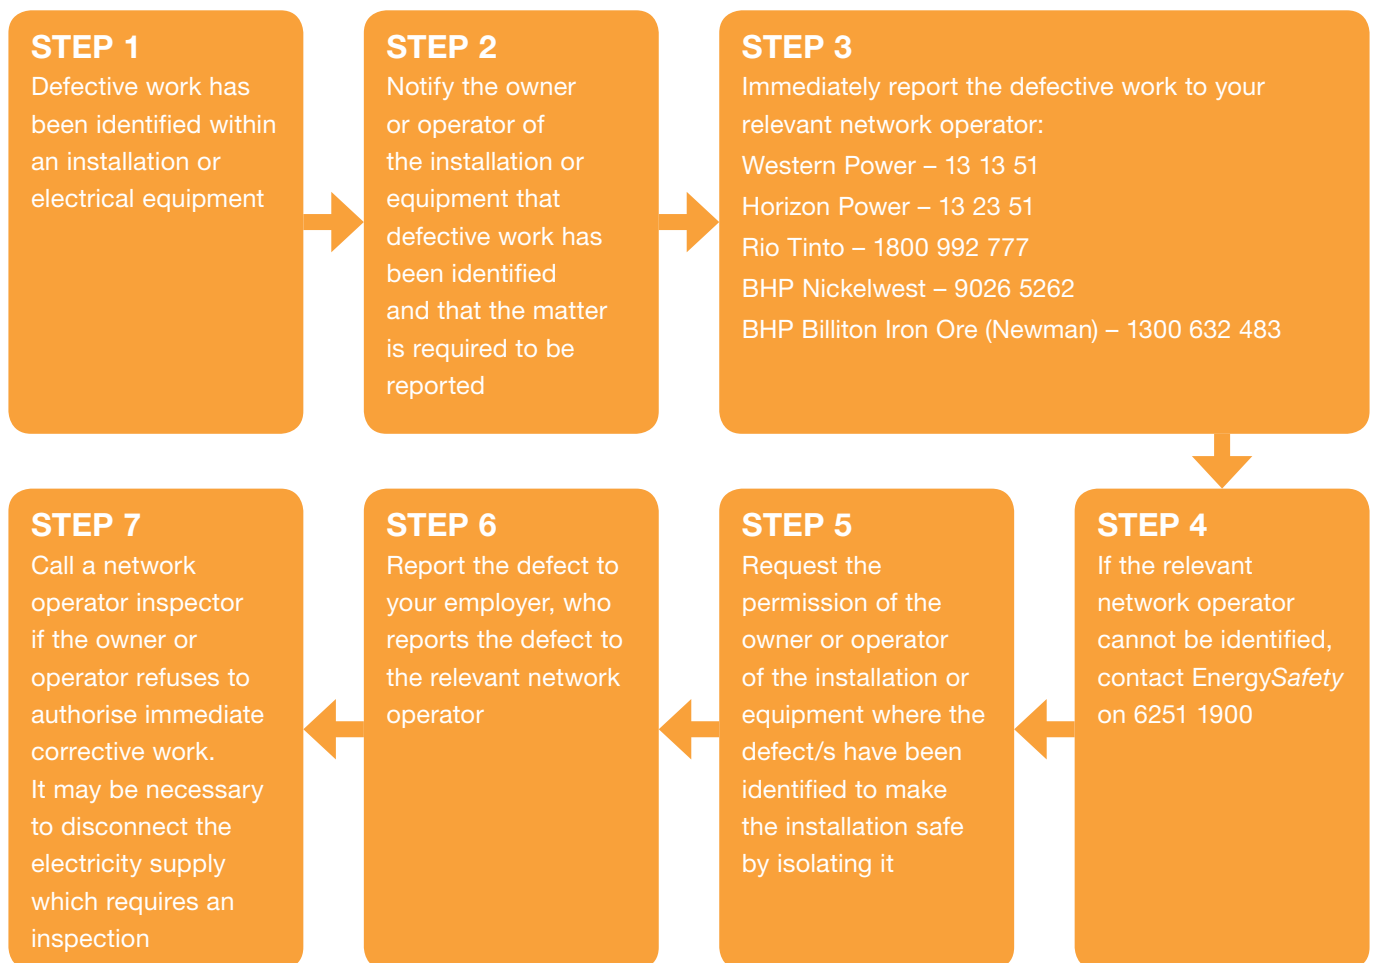 STEP 1
Defective work has
been identified within
an installation or
electrical equipment
STEP 2
Notify the owner
or operator of
the installation or
equipment that
defective work has
been identified
and that the matter
is required to be
reported
STEP 3
Immediately report the defective work to your
relevant network operator:
Western Power – 13 13 51
Horizon Power – 13 23 51
Rio Tinto – 1800 992 777
BHP Nickelwest – 9026 5262
BHP Billiton Iron Ore (Newman) – 1300 632 483
STEP 4
If the relevant
network operator
cannot be identified,
contact EnergySafety
on 6251 1900
STEP 5
Request the
permission of the
owner or operator
of the installation or
equipment where the
defect/s have been
identified to make
the installation safe
by isolating it
STEP 6
Report the defect to
your employer, who
reports the defect to
the relevant network
operator
STEP 7
Call a network
operator inspector
if the owner or
operator refuses to
authorise immediate
corrective work.
It may be necessary
to disconnect the
electricity supply
which requires an
inspection